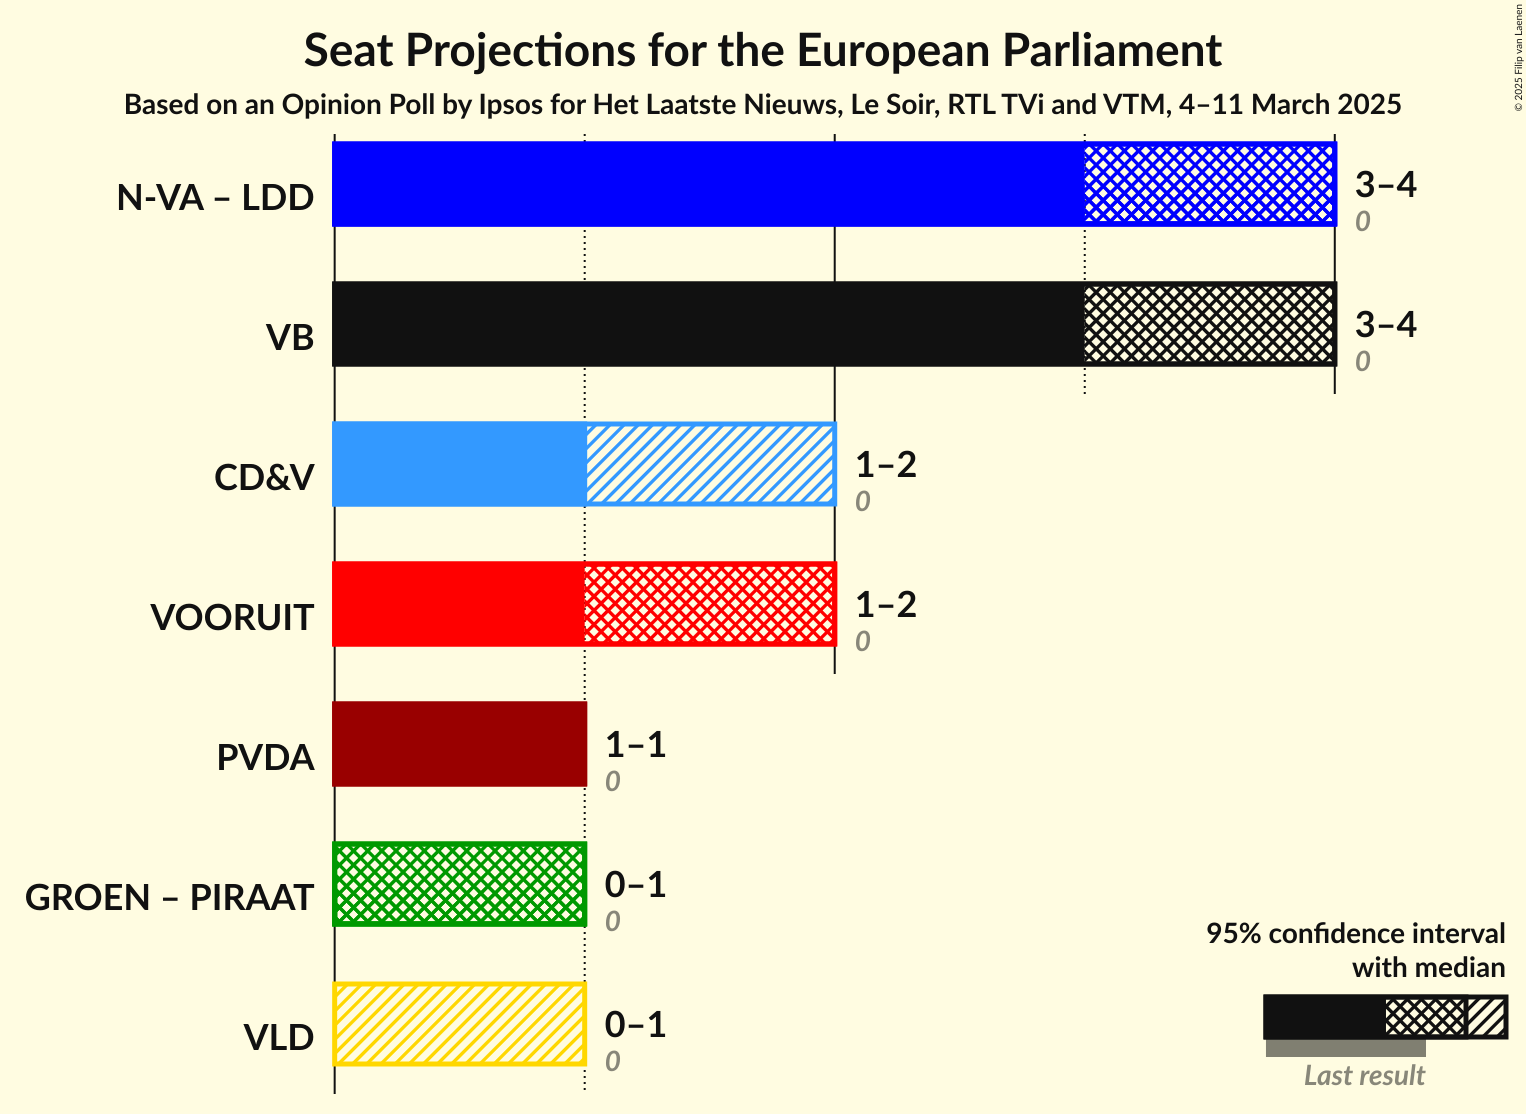 Seat Projections for the European Parliament
Based on an Opinion Poll by Ipsos for Het Laatste Nieuws, Le Soir, RTL TVi and VTM, 4–11 March 2025
© 2025 Filip van Laenen
N-VA – LDD
3–4
0
VB
3–4
0
CD&V
1–2
0
VOORUIT
1–2
0
PVDA
1–1
0
GROEN – PIRAAT
0–1
0
VLD
0–1
0
95% confidence interval
with median
Last result